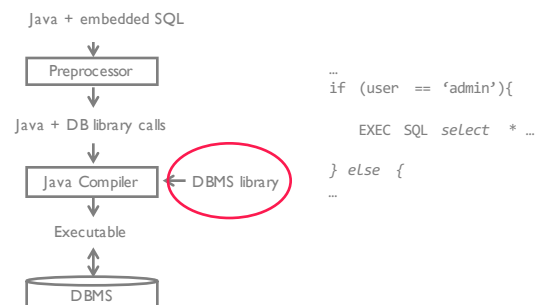 Java + embedded SQL
Preprocessor
Java + DB library calls
Java Compiler
DBMS library
Executable
DBMS
…
if (user == ‘admin’){
EXEC SQL select * …
} else {
…